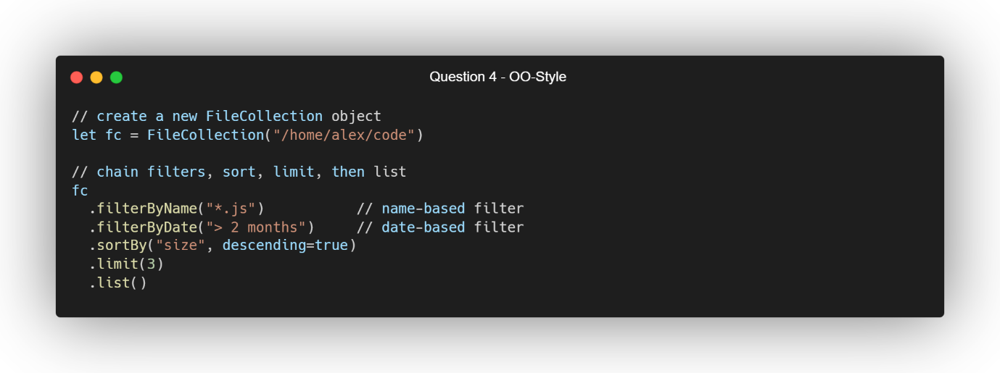 Question 4 - OO-Style
// create a new FileCollection object
let fc = FileCollection("/home/alex/code")
// chain filters, sort, limit, then list
fc
  .filterByName("*.js")           // name-based filter
  .filterByDate("> 2 months")     // date-based filter
  .sortBy("size", descending=true)
  .limit(3)
  .list()